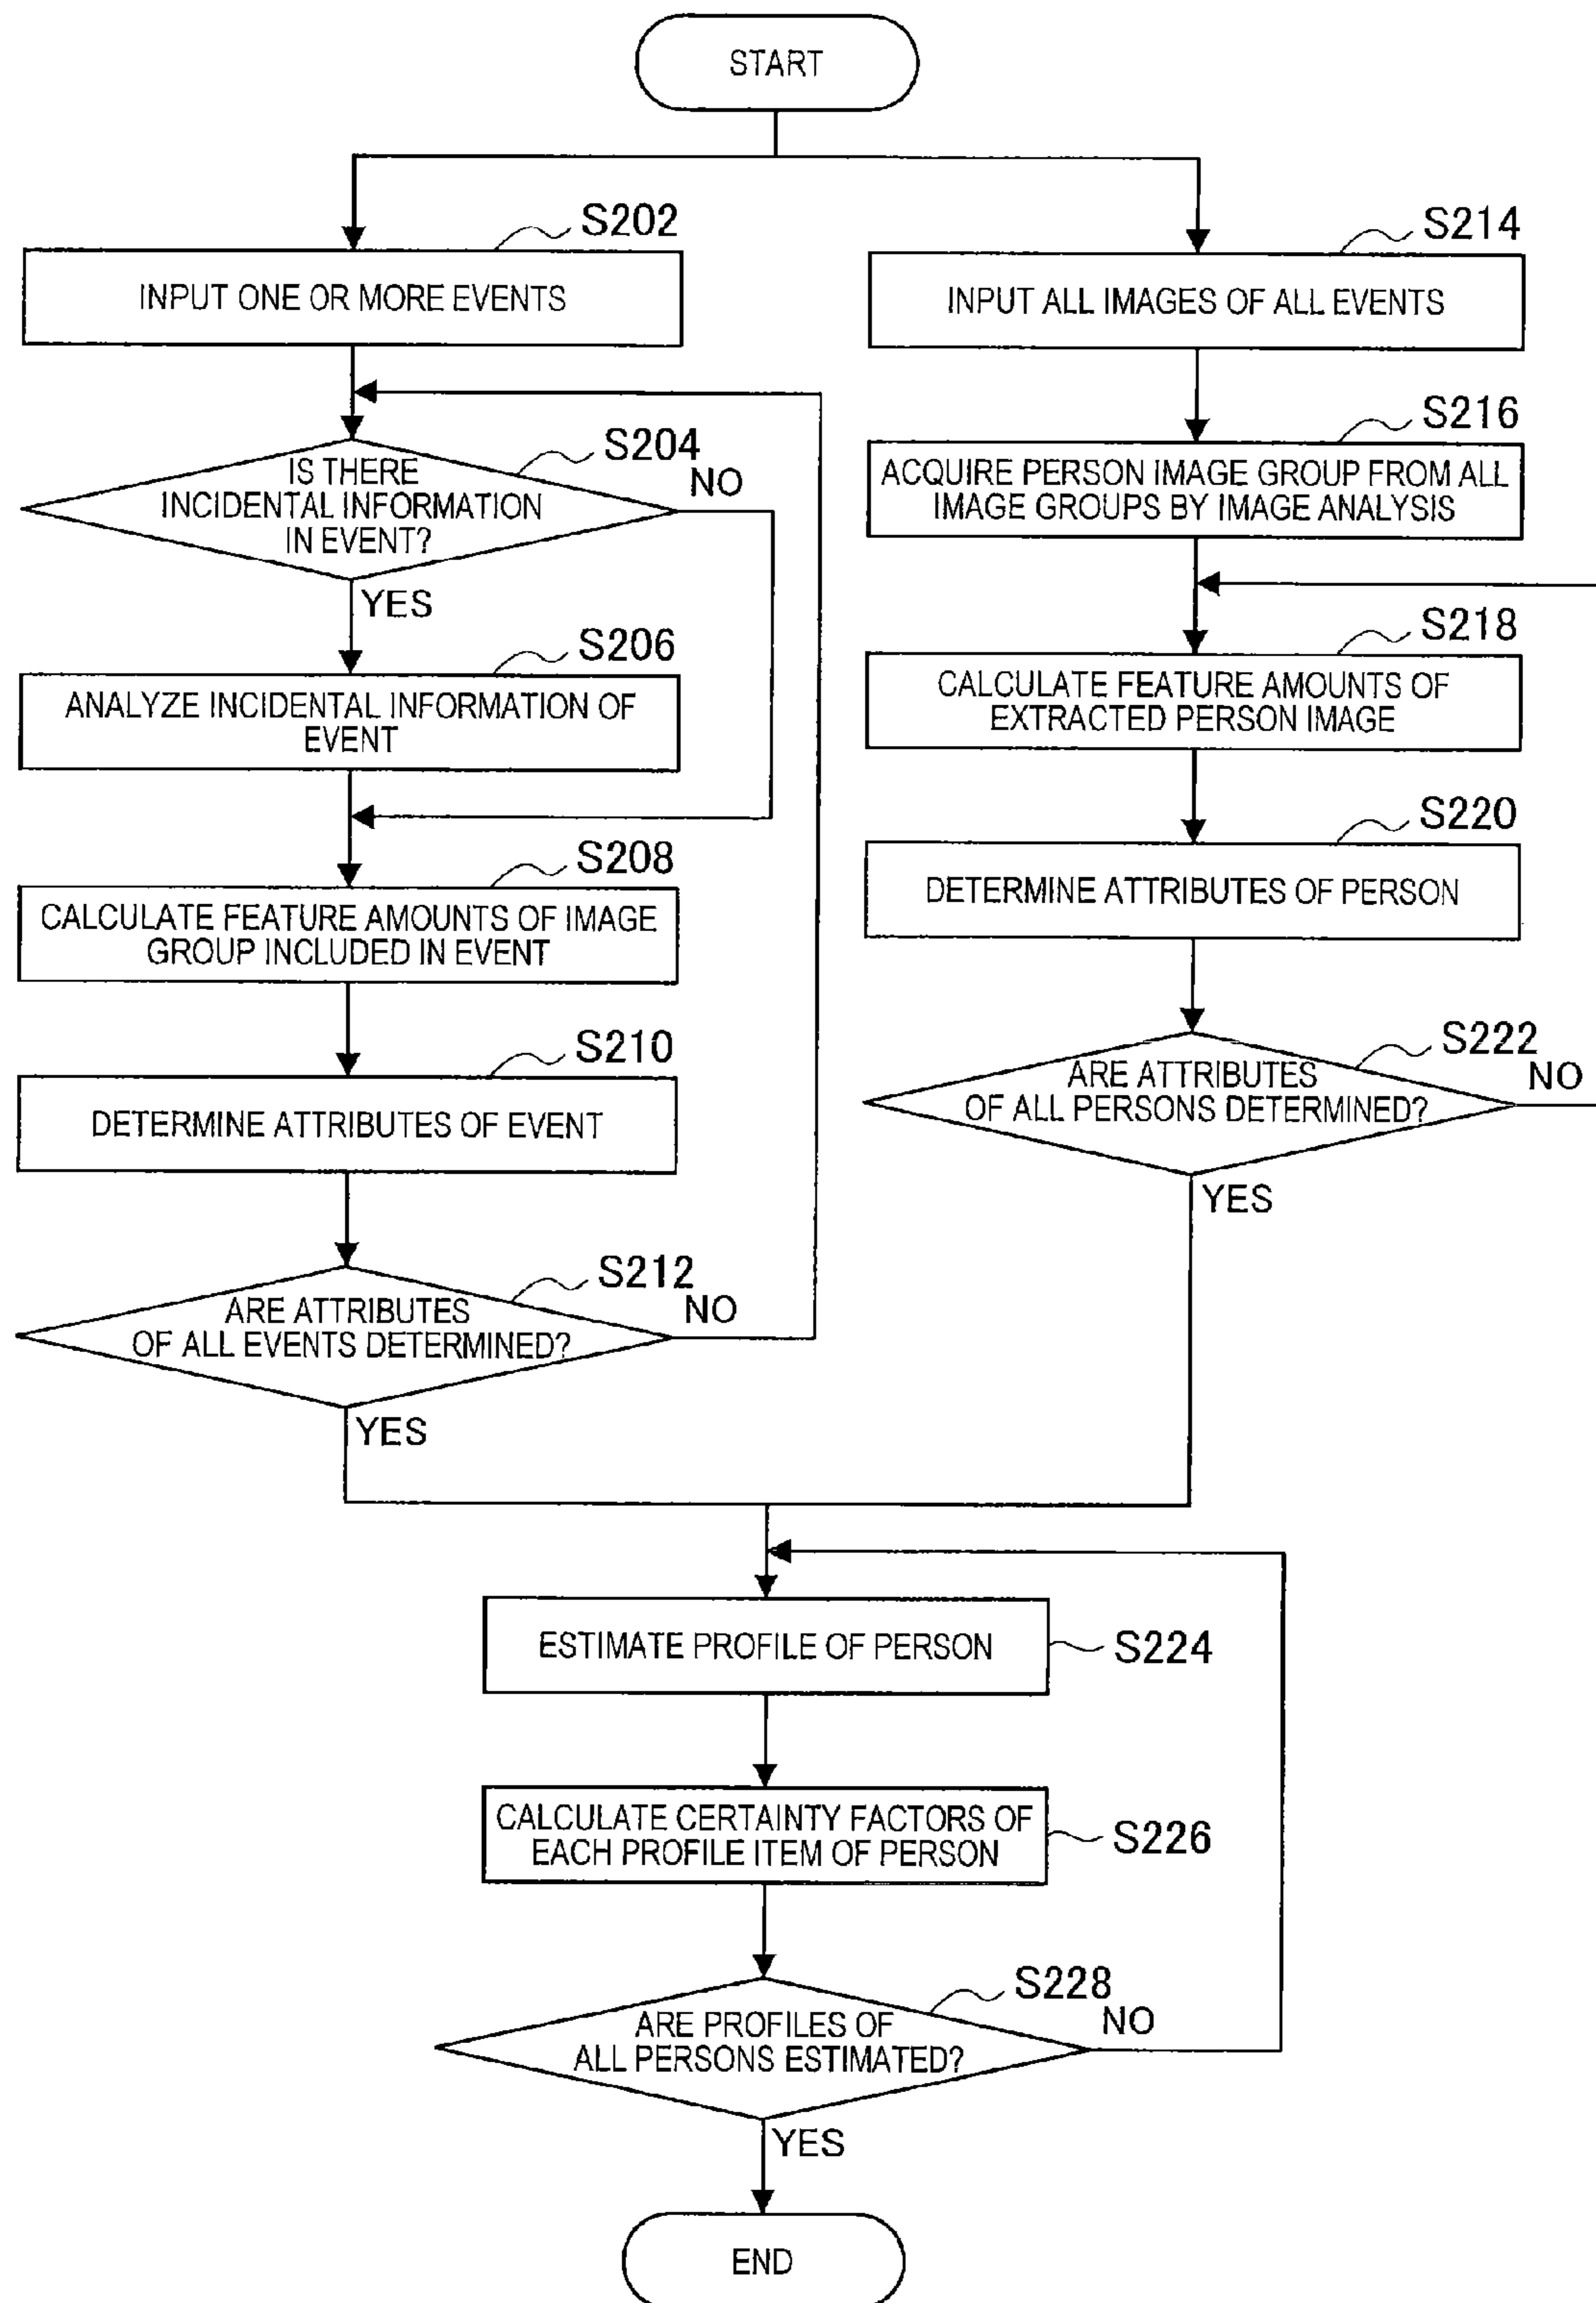 START
S202
INPUT ONE OR MORE EVENTS
S204
IS THERE
INCIDENTAL INFORMATION
IN EVENT?
NO
YES
S206
ANALYZE INCIDENTAL INFORMATION OF
EVENT
S208
CALCULATE FEATURE AMOUNTS OF IMAGE
GROUP INCLUDED IN EVENT
S210
DETERMINE ATTRIBUTES OF EVENT
S212
ARE ATTRIBUTES
OF ALL EVENTS DETERMINED?
NO
YES
S214
INPUT ALL IMAGES OF ALL EVENTS
S216
ACQUIRE PERSON IMAGE GROUP FROM ALL
IMAGE GROUPS BY IMAGE ANALYSIS
S218
CALCULATE FEATURE AMOUNTS OF
EXTRACTED PERSON IMAGE
S220
DETERMINE ATTRIBUTES OF PERSON
S222
ARE ATTRIBUTES
OF ALL PERSONS DETERMINED?
NO
YES
ESTIMATE PROFILE OF PERSON
S224
CALCULATE CERTAINTY FACTORS OF
EACH PROFILE ITEM OF PERSON
S226
S228
ARE PROFILES OF
ALL PERSONS ESTIMATED?
NO
YES
END